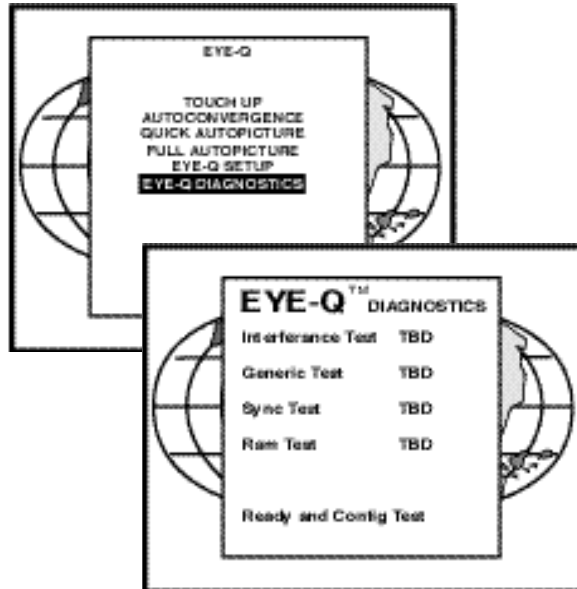 EYE-Q
TOUCH UP
AUTOCONVERGENCE
QUICK AUTOPICTURE
FULL AUTOPICTURE
EYE-Q SETUP
EYE-Q DIAGNOSTICS
EYE-Q™ DIAGNOSTICS
Interferance Test TBD
Generic Test TBD
Sync Test TBD
Ram Test TBD
Ready and Config Test